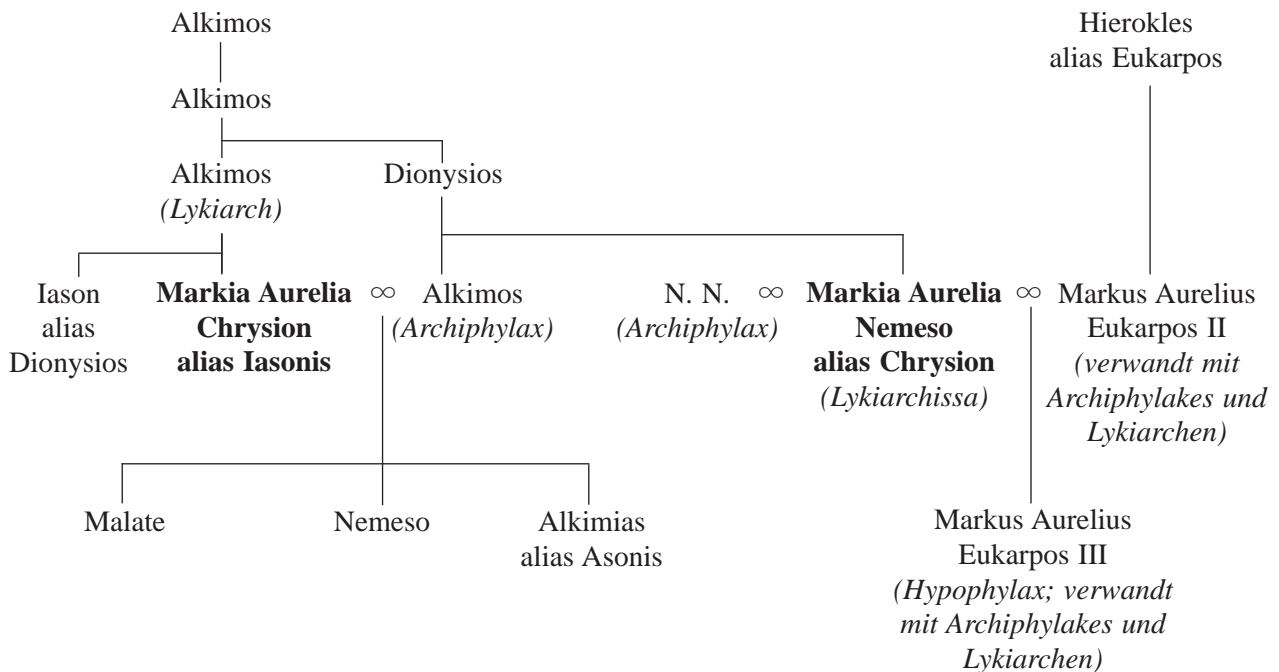 Alkimos
Hierokles
alias Eukarpos
Alkimos
Alkimos
(Lykiarch)
Dionysios
Iason
alias
Dionysios
Markia Aurelia
Chrysion
alias Iasonis
∞
Alkimos
(Archiphylax)
N. N.
(Archiphylax)
∞
Markia Aurelia
Nemeso
alias Chrysion
(Lykiarchissa)
∞
Markus Aurelius
Eukarpos II
(verwandt mit
Archiphylakes und
Lykiarchen)
Malate
Nemeso
Alkimias
alias Asonis
Markus Aurelius
Eukarpos III
(Hypophylax; verwandt
mit Archiphylakes und
Lykiarchen)